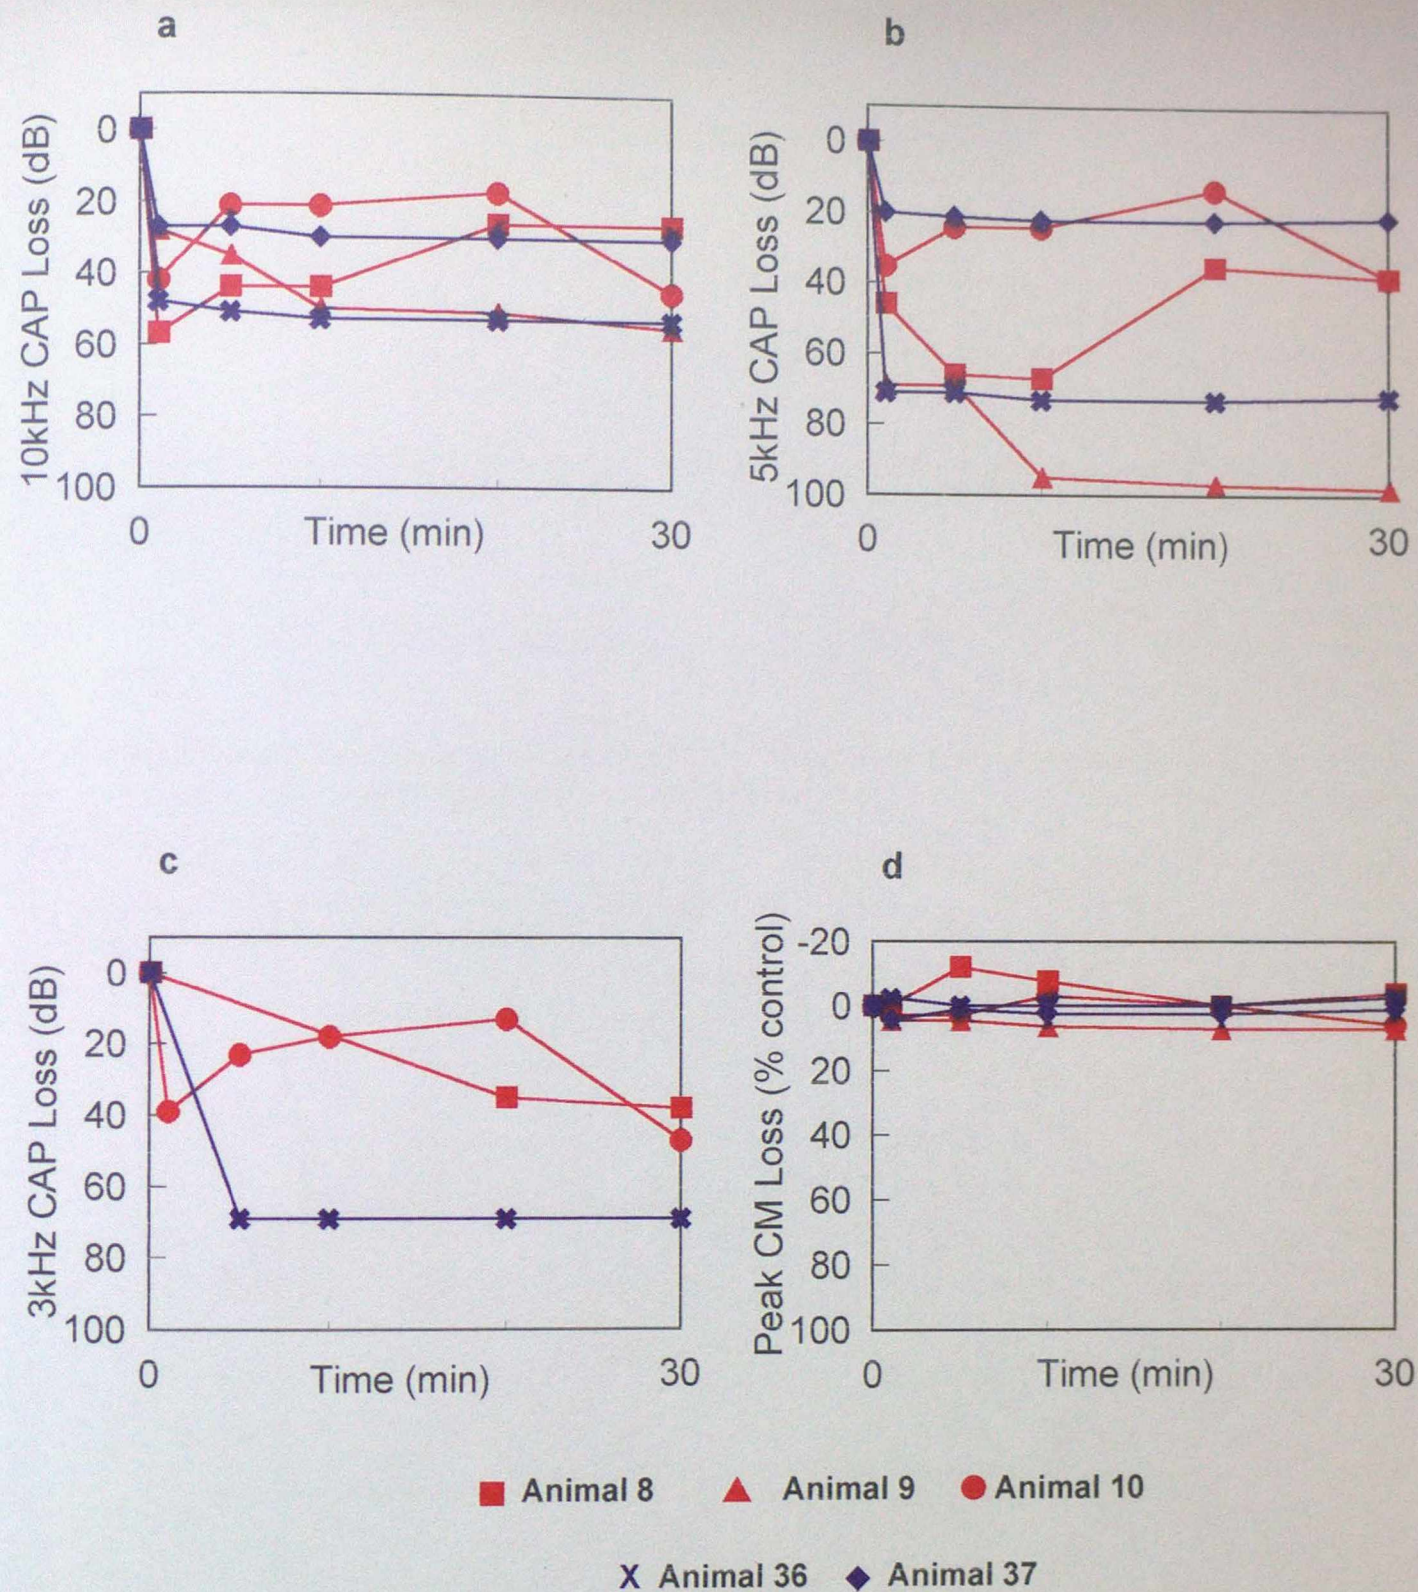 a
10kHz CAP Loss (dB)
0
20
40
60
80
100
0 Time (min) 30
b
5kHz CAP Loss (dB)
0
20
40
60
80
100
0 Time (min) 30
c
3kHz CAP Loss (dB)
0
20
40
60
80
100
0 Time (min) 30
d
Peak CM Loss (% control)
-20
0
20
40
60
80
100
0 Time (min) 30
Animal 8 Animal 9 Animal 10
X Animal 36 Animal 37